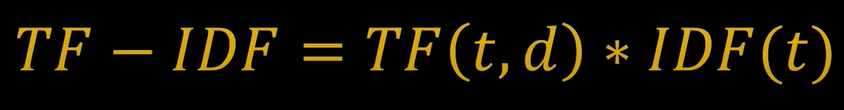 TF − IDF = TF(t, d) * IDF(t)